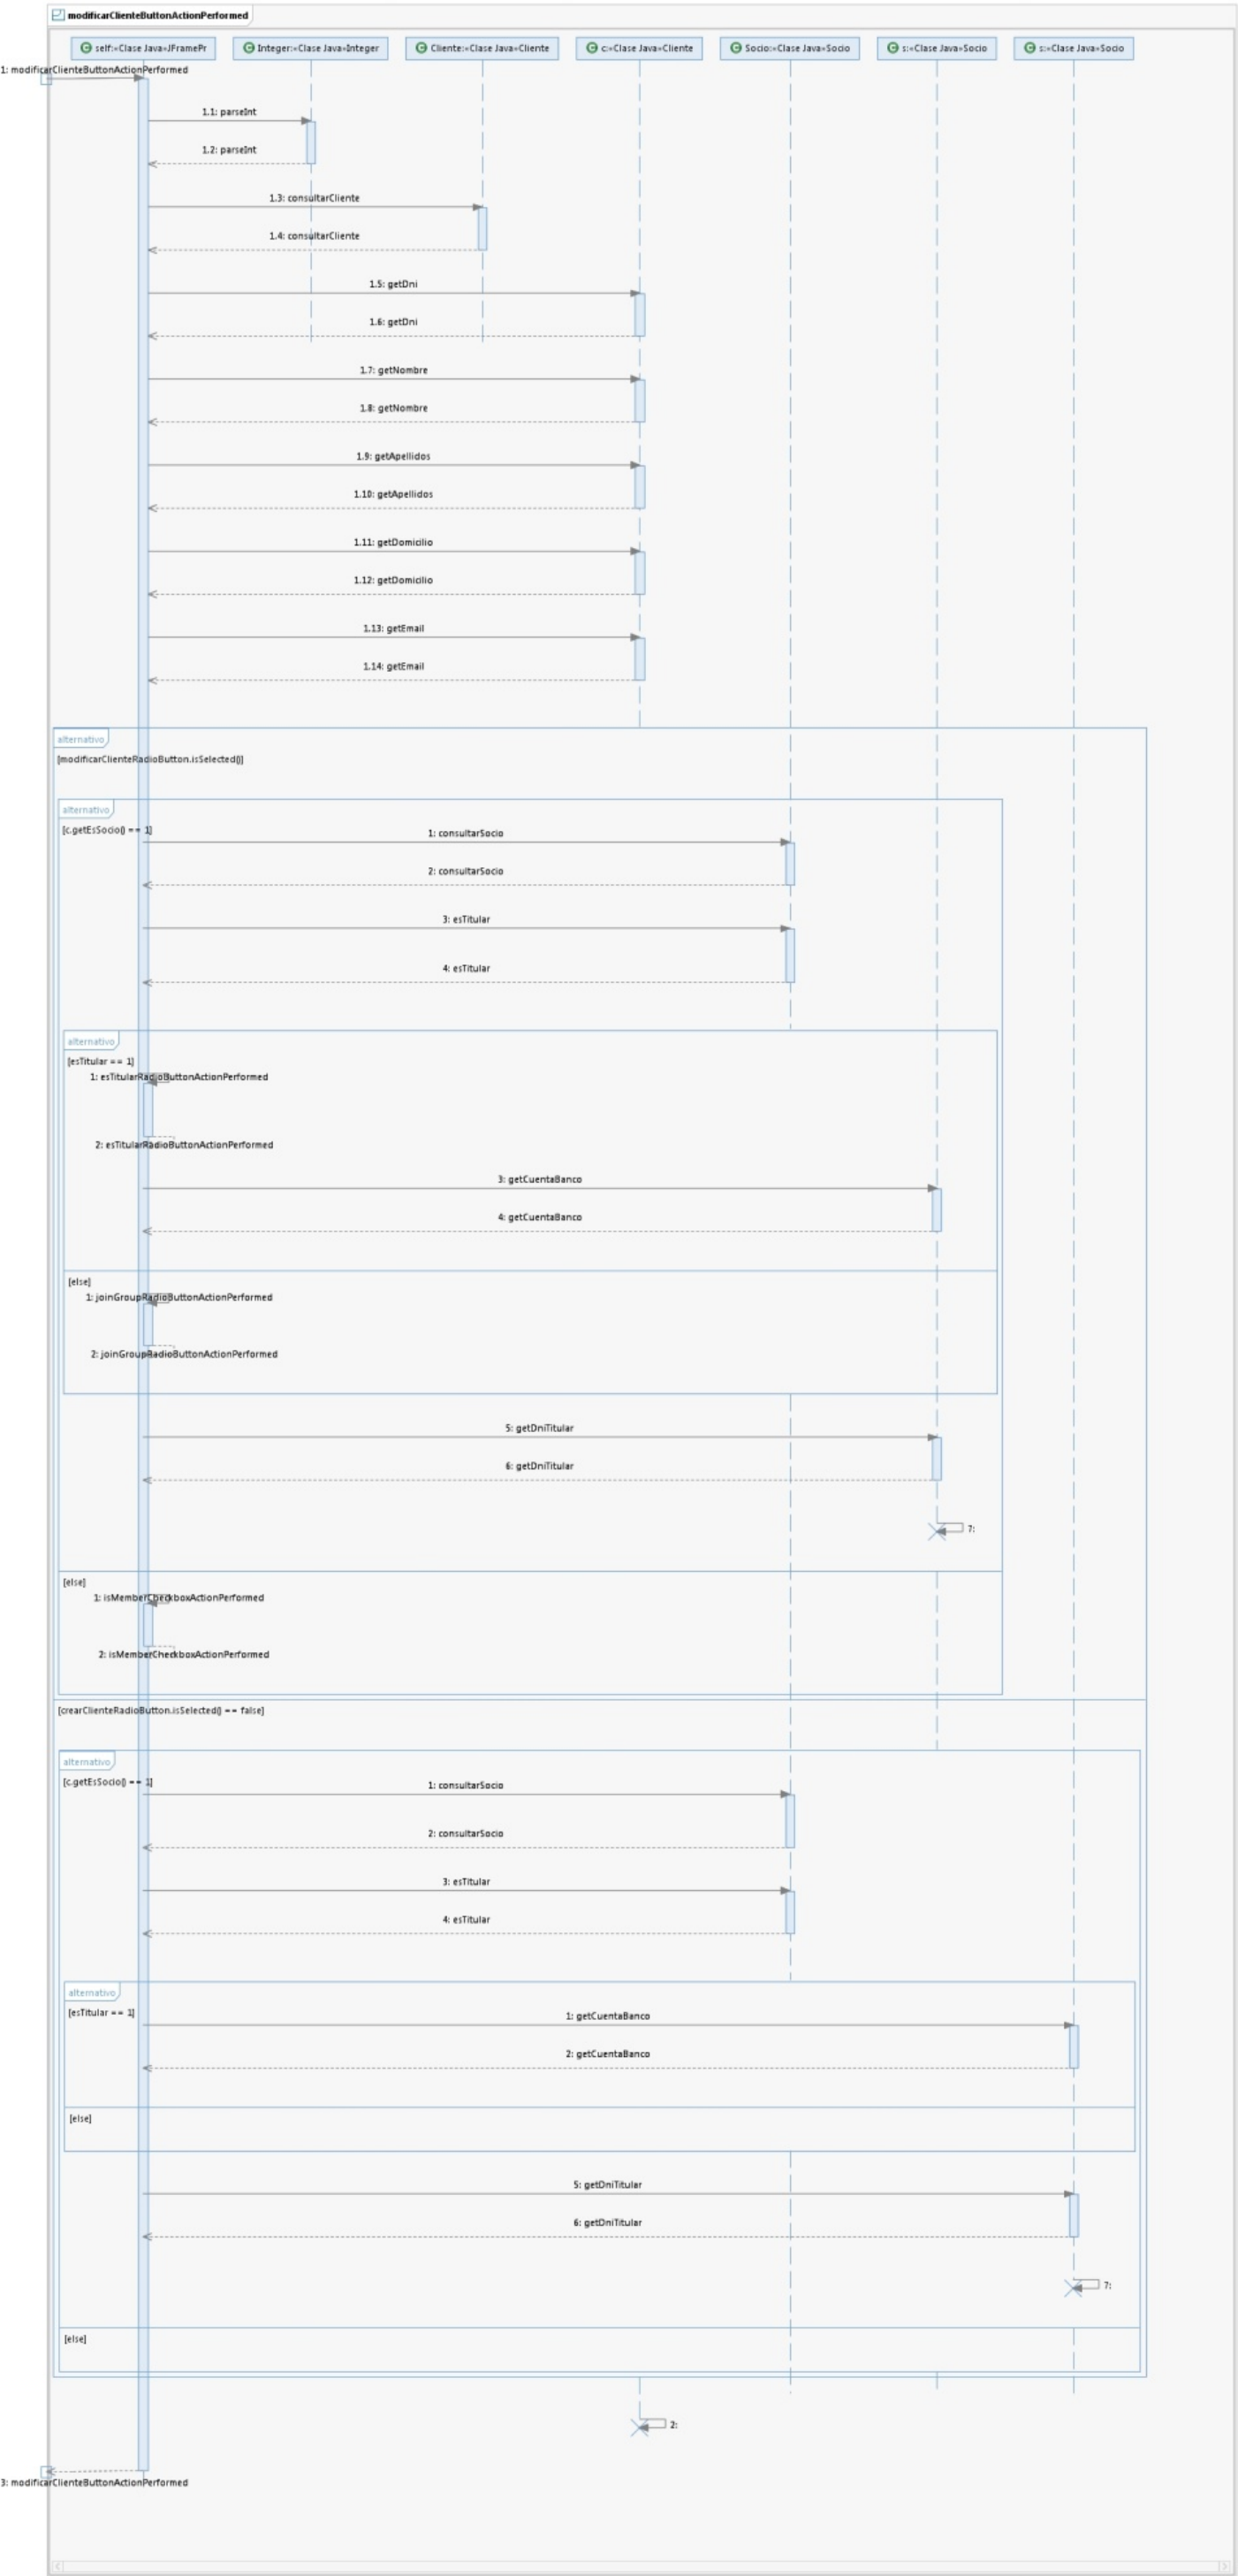 modificarClienteButtonActionPerformed
self:«Clase Java»JFramePr
Integer:«Clase Java»Integer
Cliente:«Clase Java»Cliente
c:«Clase Java»Cliente
Socio:«Clase Java»Socio
s:«Clase Java»Socio
s:«Clase Java»Socio
1: modificarClienteButtonActionPerformed
1.1: parseInt
1.2: parseInt
1.3: consultarCliente
1.4: consultarCliente
1.5: getDni
1.6: getDni
1.7: getNombre
1.8: getNombre
1.9: getApellidos
1.10: getApellidos
1.11: getDomicilio
1.12: getDomicilio
1.13: getEmail
1.14: getEmail
alternativo
[modificarClienteRadioButton.isSelected()]
alternativo
[c.getEsSocio() == 1]
1: consultarSocio
2: consultarSocio
3: esTitular
4: esTitular
alternativo
[esTitular == 1]
1: esTitularRadioButtonActionPerformed
2: esTitularRadioButtonActionPerformed
3: getCuentaBanco
4: getCuentaBanco
[else]
1: joinGroupRadioButtonActionPerformed
2: joinGroupRadioButtonActionPerformed
5: getDniTitular
6: getDniTitular
7:
[else]
1: isMemberCheckboxActionPerformed
2: isMemberCheckboxActionPerformed
[crearClienteRadioButton.isSelected() == false]
alternativo
[c.getEsSocio() == 1]
1: consultarSocio
2: consultarSocio
3: esTitular
4: esTitular
alternativo
[esTitular == 1]
1: getCuentaBanco
2: getCuentaBanco
[else]
5: getDniTitular
6: getDniTitular
7:
[else]
2:
3: modificarClienteButtonActionPerformed